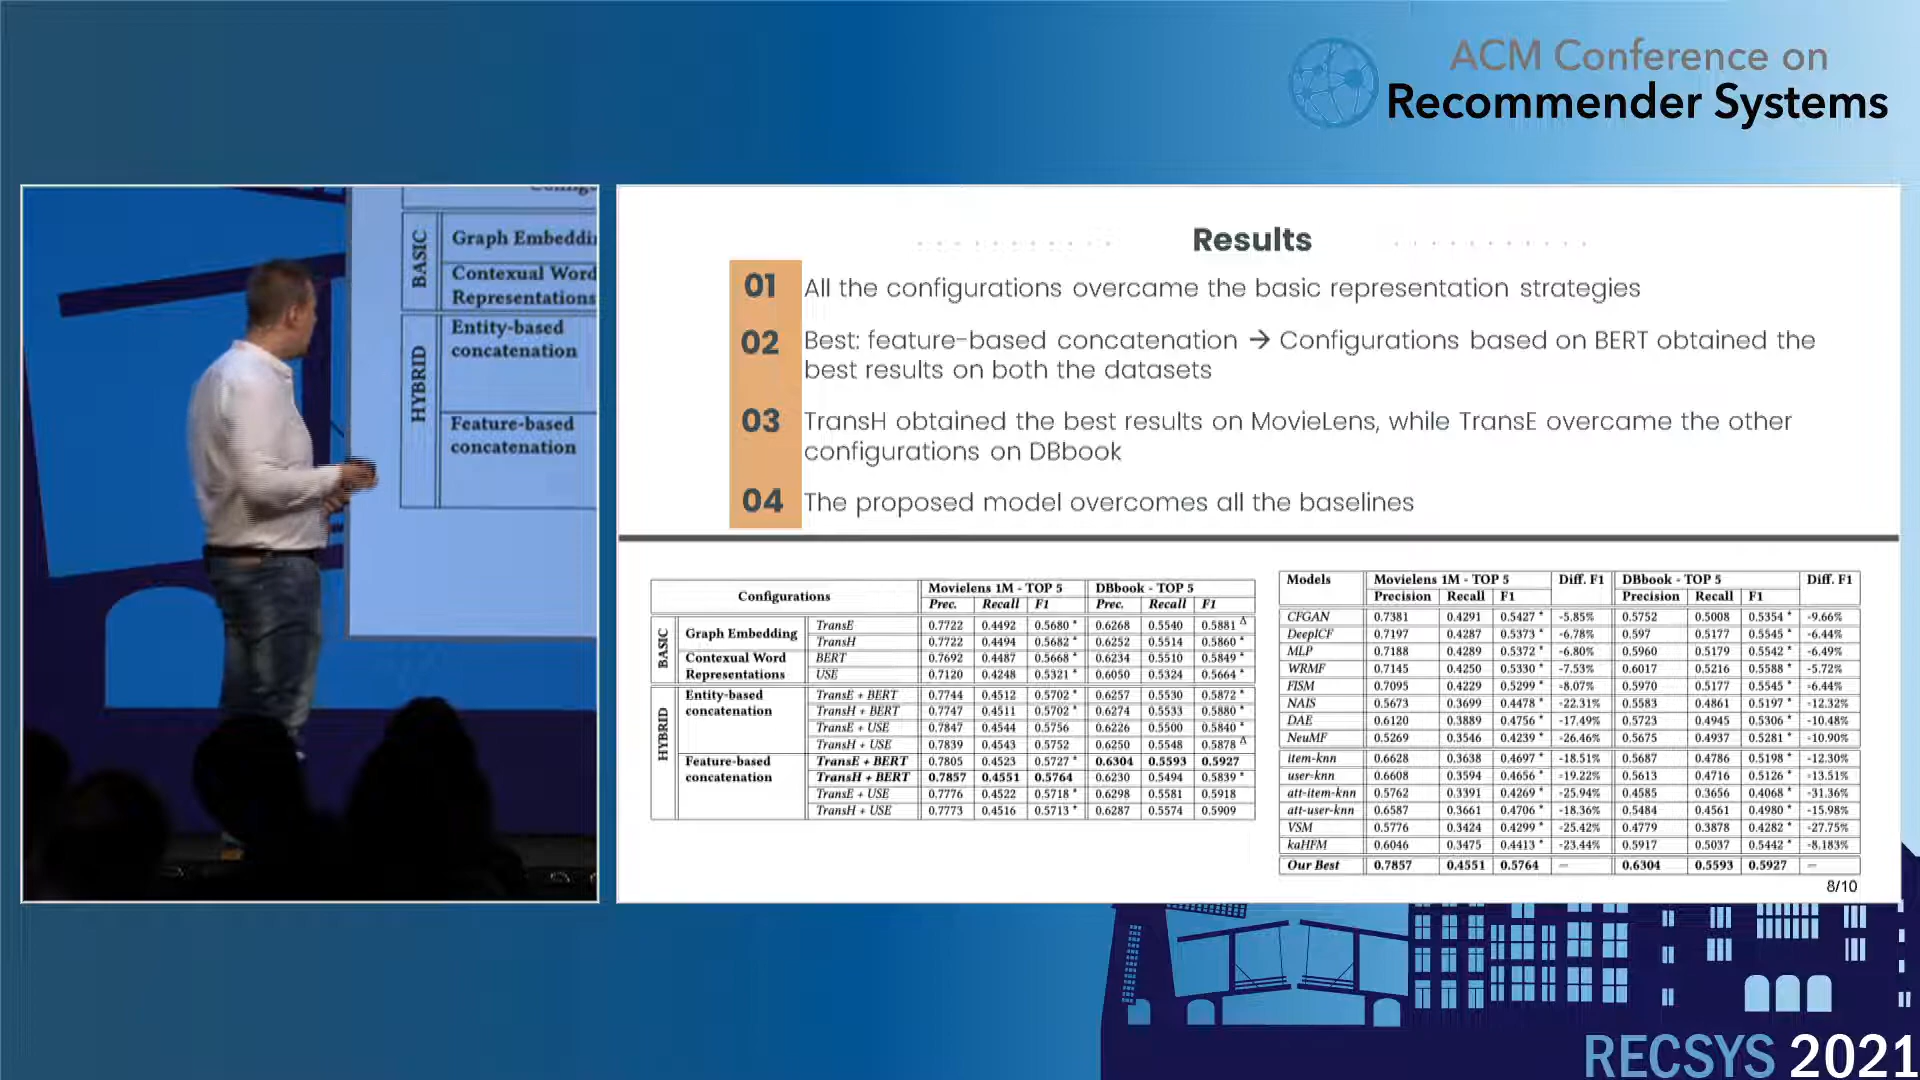 ACM Conference on
Recommender Systems
BASIC
Graph
Contexual Word
Representations
HYBRID
Entity-based
concatenation
Feature-based
concatenation
Results
01 All the configurations overcame the basic representation strategies
02 Best: feature-based concatenation → Configurations based on BERT obtained the
best results on both the datasets
03 TransH obtained the best results on MovieLens, while TransE overcame the other
configurations on DBbook
04 The proposed model overcomes all the baselines
Configurations Movielens 1M - TOP 5 DBbook - TOP 5
Prec. Recall F1 Prec. Recall F1
BASIC
Graph Embedding TransE 0.7722 0.4492 0.5680 * 0.6268 0.5540 0.5881 Δ
TransH 0.7722 0.4494 0.5682 * 0.6252 0.5514 0.5860 *
Contexual Word BERT 0.7692 0.4487 0.5668 * 0.6234 0.5510 0.5849 *
Representations USE 0.7120 0.4248 0.5321 * 0.6050 0.5324 0.5664 *
HYBRID
Entity-based TransE + BERT 0.7744 0.4512 0.5702 * 0.6257 0.5530 0.5872 *
concatenation TransH + BERT 0.7747 0.4511 0.5702 * 0.6274 0.5533 0.5880 *
TransE + USE 0.7847 0.4544 0.5756 0.6226 0.5500 0.5840 *
TransH + USE 0.7839 0.4543 0.5752 0.6250 0.5548 0.5878 Δ
Feature-based TransE + BERT 0.7805 0.4523 0.5727 * 0.6304 0.5593 0.5927
concatenation TransH + BERT 0.7857 0.4551 0.5764 0.6230 0.5494 0.5839 *
TransE + USE 0.7776 0.4522 0.5718 * 0.6298 0.5581 0.5918
TransH + USE 0.7773 0.4516 0.5713 * 0.6287 0.5574 0.5909
Models Movielens 1M - TOP 5 Diff. F1 DBbook - TOP 5 Diff. F1
Precision Recall F1 Precision Recall F1
CFGAN 0.7381 0.4291 0.5427 * -5.85% 0.5752 0.5008 0.5354 * -9.66%
DeepICF 0.7197 0.4287 0.5373 * -6.78% 0.597 0.5177 0.5545 * -6.44%
MLP 0.7188 0.4289 0.5372 * -6.80% 0.5960 0.5179 0.5542 * -6.49%
WRMF 0.7145 0.4250 0.5330 * -7.53% 0.6017 0.5216 0.5588 * -5.72%
FISM 0.7095 0.4229 0.5299 * -8.07% 0.5970 0.5177 0.5545 * -6.44%
NAIS 0.5673 0.3699 0.4478 * -22.31% 0.5583 0.4861 0.5197 * -12.32%
DAE 0.6120 0.3889 0.4756 * -17.49% 0.5723 0.4945 0.5306 * -10.48%
NeuMF 0.5269 0.3546 0.4239 * -26.46% 0.5675 0.4937 0.5281 * -10.90%
item-knn 0.6628 0.3638 0.4697 * -18.51% 0.5687 0.4786 0.5198 * -12.30%
user-knn 0.6608 0.3594 0.4656 * -19.22% 0.5613 0.4716 0.5126 * -13.51%
att-item-knn 0.5762 0.3391 0.4269 * -25.94% 0.4585 0.3656 0.4068 * -31.36%
att-user-knn 0.6587 0.3661 0.4706 * -18.36% 0.5484 0.4561 0.4980 * -15.98%
VSM 0.5776 0.3424 0.4299 * -25.42% 0.4779 0.3878 0.4282 * -27.75%
kaHFM 0.6046 0.3475 0.4413 * -23.44% 0.5917 0.5037 0.5442 * -8.183%
Our Best 0.7857 0.4551 0.5764 — 0.6304 0.5593 0.5927 —
8/10
RECSYS 2021